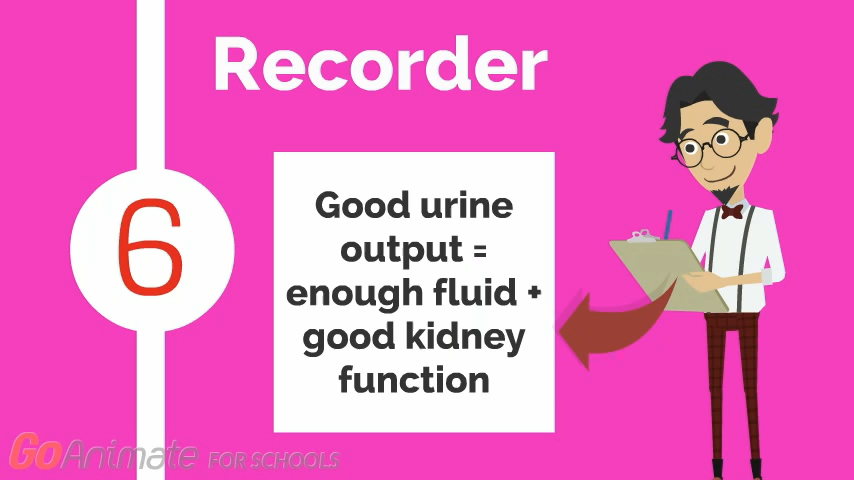 Recorder
6
Good urine
output =
enough fluid +
good kidney
function
GoAnimate FOR SCHOOLS